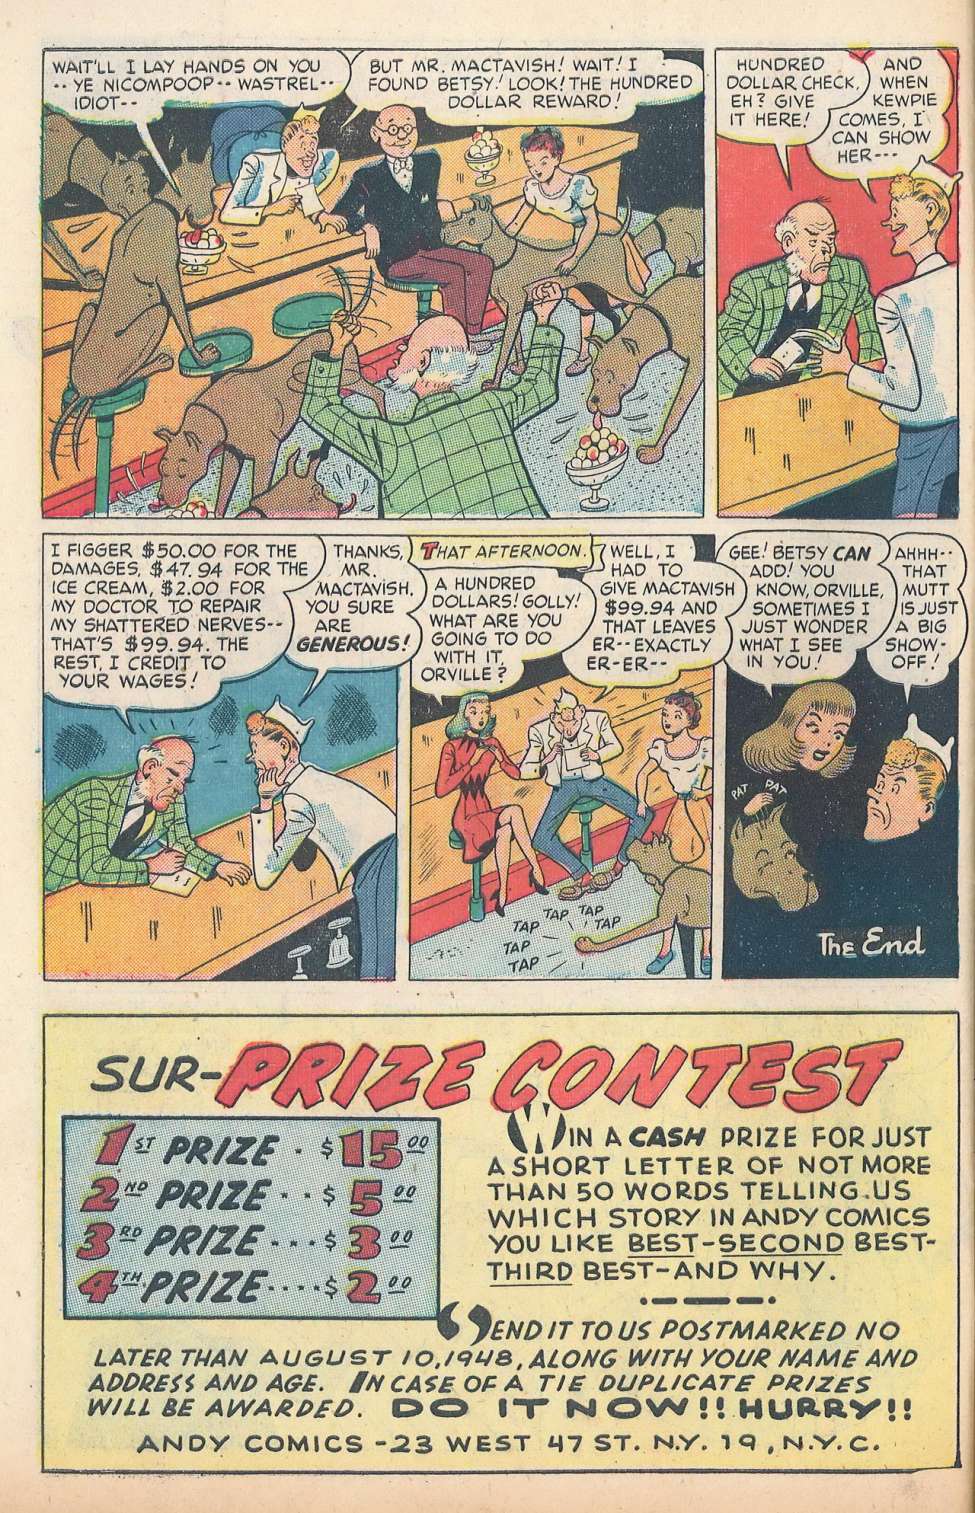 WAIT'LL I LAY HANDS ON YOU
-- YE NICOMPOOP-- WASTREL--
IDIOT--
BUT MR. MACTAVISH! WAIT! I
FOUND BETSY! LOOK! THE HUNDRED
DOLLAR REWARD!
HUNDRED
DOLLAR CHECK,
EH? GIVE
IT HERE!
AND
WHEN
KEWPIE
COMES, I
CAN SHOW
HER---
I FIGGER $50.00 FOR THE
DAMAGES, $47.94 FOR THE
ICE CREAM, $2.00 FOR
MY DOCTOR TO REPAIR
MY SHATTERED NERVES--
THAT'S $99.94. THE
REST, I CREDIT TO
YOUR WAGES!
THANKS,
MR.
MACTAVISH.
YOU SURE
ARE
GENEROUS!
THAT AFTERNOON.
A HUNDRED
DOLLARS! GOLLY!
WHAT ARE YOU
GOING TO DO
WITH IT,
ORVILLE?
WELL, I
HAD TO
GIVE MACTAVISH
$99.94 AND
THAT LEAVES
ER--EXACTLY
ER-ER--
TAP TAP TAP
TAP TAP
TAP
GEE! BETSY CAN
ADD! YOU
KNOW, ORVILLE,
SOMETIMES I
JUST WONDER
WHAT I SEE
IN YOU!
AHHH--
THAT
MUTT
IS JUST
A BIG
SHOW-
OFF!
PAT PAT
The End
SUR-PRIZE CONTEST
1ST PRIZE . $15.00
2ND PRIZE . . $ 5.00
3RD PRIZE . . . $ 3.00
4TH PRIZE . . . . $ 2.00
WIN A CASH PRIZE FOR JUST
A SHORT LETTER OF NOT MORE
THAN 50 WORDS TELLING US
WHICH STORY IN ANDY COMICS
YOU LIKE BEST-SECOND BEST-
THIRD BEST-AND WHY.
SEND IT TO US POSTMARKED NO
LATER THAN AUGUST 10, 1948, ALONG WITH YOUR NAME AND
ADDRESS AND AGE. IN CASE OF A TIE DUPLICATE PRIZES
WILL BE AWARDED. DO IT NOW!! HURRY!!
ANDY COMICS -23 WEST 47 ST. N.Y. 19, N.Y.C.